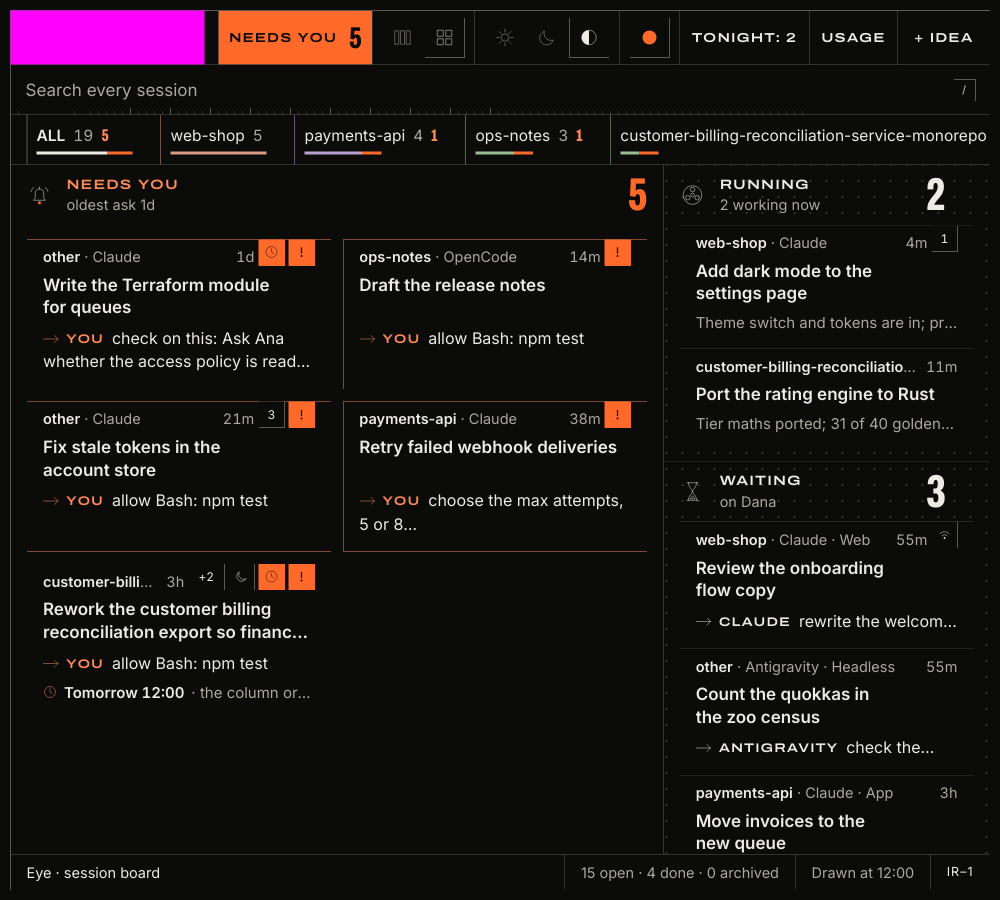 NEEDS YOU 5
TONIGHT: 2
USAGE
+ IDEA
Search every session
/
ALL 19 5
web-shop 5
payments-api 4 1
ops-notes 3 1
customer-billing-reconciliation-service-monorepo
NEEDS YOU
oldest ask 1d
5
other · Claude 1d !
Write the Terraform module
for queues
→ YOU check on this: Ask Ana
whether the access policy is read…
ops-notes · OpenCode 14m !
Draft the release notes
→ YOU allow Bash: npm test
other · Claude 21m 3 !
Fix stale tokens in the
account store
→ YOU allow Bash: npm test
payments-api · Claude 38m !
Retry failed webhook deliveries
→ YOU choose the max attempts,
5 or 8…
customer-billi… 3h +2 !
Rework the customer billing
reconciliation export so financ…
→ YOU allow Bash: npm test
Tomorrow 12:00 · the column or…
RUNNING
2 working now
2
web-shop · Claude 4m 1
Add dark mode to the
settings page
Theme switch and tokens are in; pr…
customer-billing-reconciliatio… 11m
Port the rating engine to Rust
Tier maths ported; 31 of 40 golden…
WAITING
on Dana
3
web-shop · Claude · Web 55m
Review the onboarding
flow copy
→ CLAUDE rewrite the welcom…
other · Antigravity · Headless 55m
Count the quokkas in
the zoo census
→ ANTIGRAVITY check the…
payments-api · Claude · App 3h
Move invoices to the
new queue
Eye · session board
15 open · 4 done · 0 archived
Drawn at 12:00
IR–1